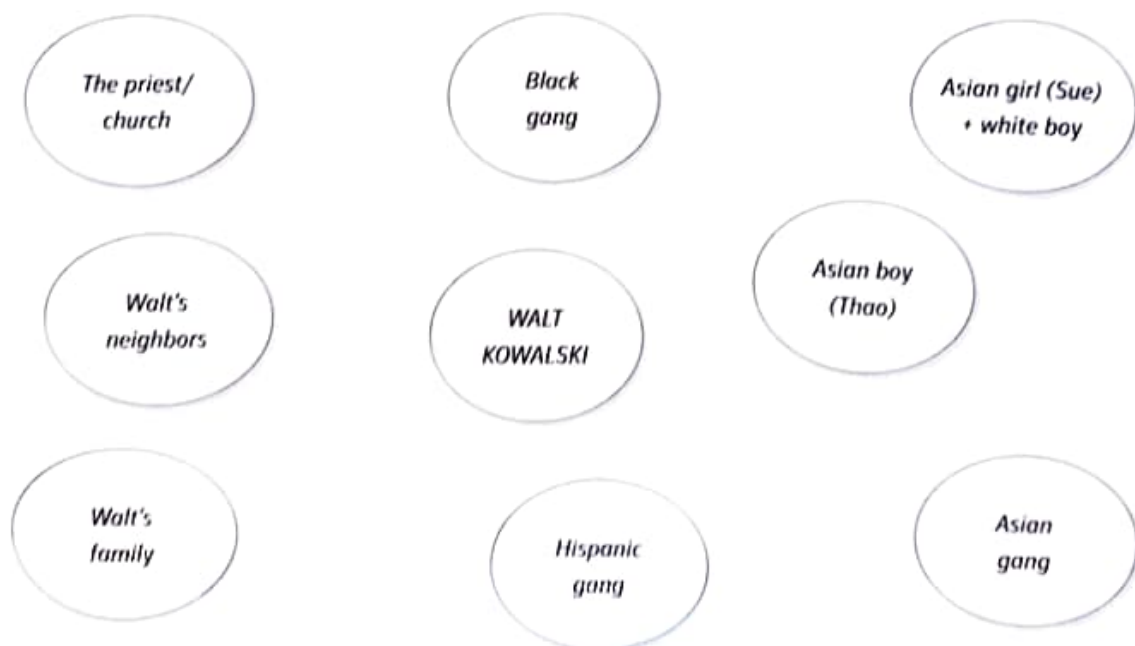 The priest/
church
Black
gang
Asian girl (Sue)
+ white boy
Walt's
neighbors
WALT
KOWALSKI
Asian boy
(Thao)
Walt's
family
Hispanic
gang
Asian
gang